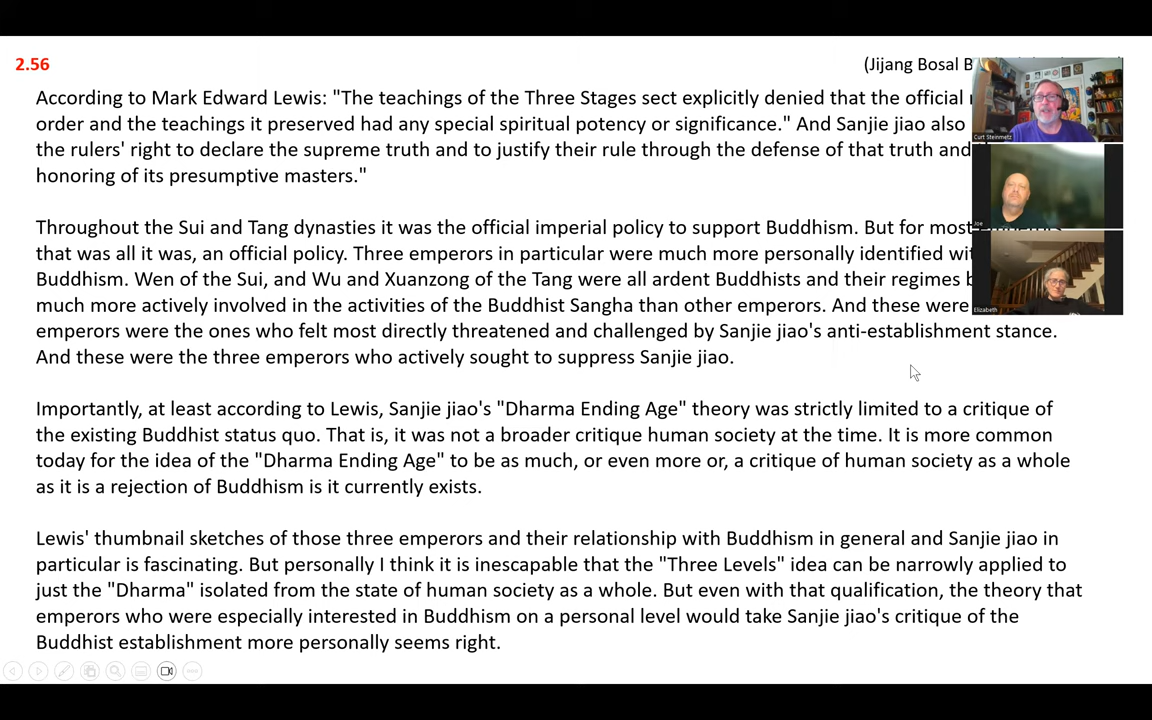 2.56
(Jijang Bosal B
According to Mark Edward Lewis: "The teachings of the Three Stages sect explicitly denied that the official
order and the teachings it preserved had any special spiritual potency or significance." And Sanjie jiao also
the rulers' right to declare the supreme truth and to justify their rule through the defense of that truth and
honoring of its presumptive masters."
Throughout the Sui and Tang dynasties it was the official imperial policy to support Buddhism. But for most
that was all it was, an official policy. Three emperors in particular were much more personally identified
Buddhism. Wen of the Sui, and Wu and Xuanzong of the Tang were all ardent Buddhists and their regimes
much more actively involved in the activities of the Buddhist Sangha than other emperors. And these were
emperors were the ones who felt most directly threatened and challenged by Sanjie jiao's anti-establishment stance.
And these were the three emperors who actively sought to suppress Sanjie jiao.
Importantly, at least according to Lewis, Sanjie jiao's "Dharma Ending Age" theory was strictly limited to a critique of
the existing Buddhist status quo. That is, it was not a broader critique human society at the time. It is more common
today for the idea of the "Dharma Ending Age" to be as much, or even more or, a critique of human society as a whole
as it is a rejection of Buddhism is it currently exists.
Lewis' thumbnail sketches of those three emperors and their relationship with Buddhism in general and Sanjie jiao in
particular is fascinating. But personally I think it is inescapable that the "Three Levels" idea can be narrowly applied to
just the "Dharma" isolated from the state of human society as a whole. But even with that qualification, the theory that
emperors who were especially interested in Buddhism on a personal level would take Sanjie jiao's critique of the
Buddhist establishment more personally seems right.
Curt Steinmetz
Joe
Elizabeth